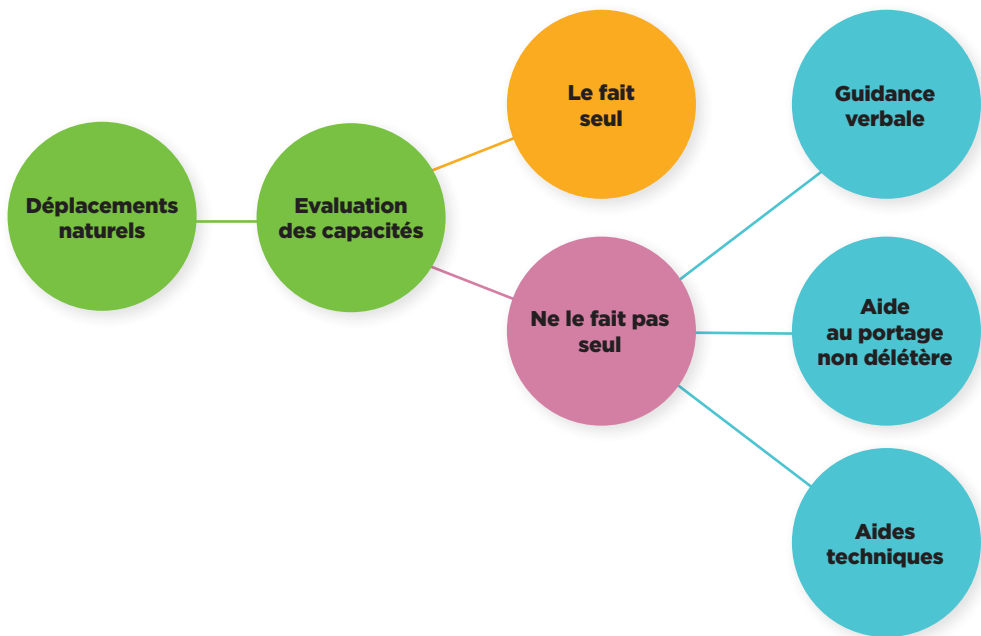 Déplacements
naturels
Evaluation
des capacités
Le fait
seul
Ne le fait pas
seul
Guidance
verbale
Aide
au portage
non délétère
Aides
techniques